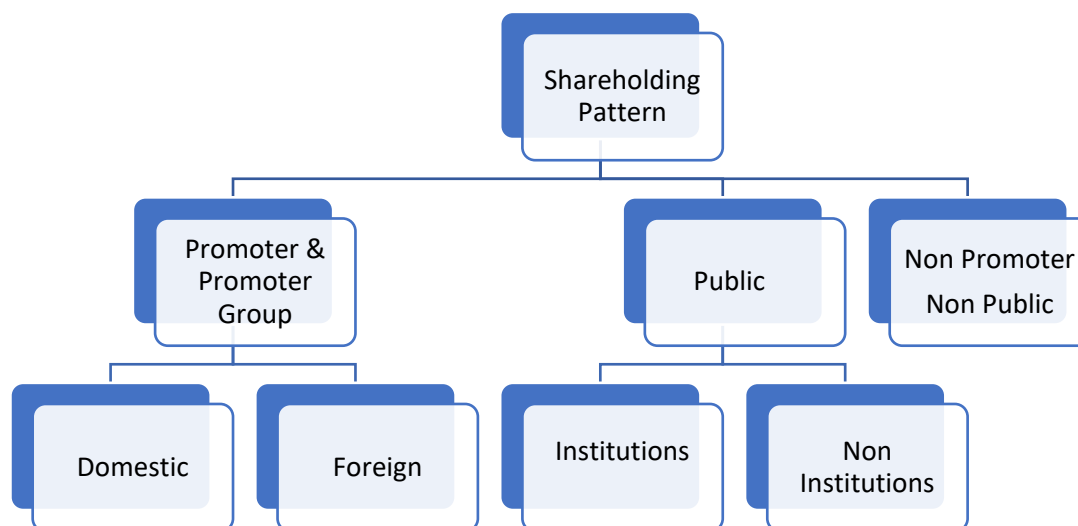 Shareholding
Pattern
Promoter &
Promoter
Group
Public
Non Promoter
Non Public
Domestic
Foreign
Institutions
Non
Institutions